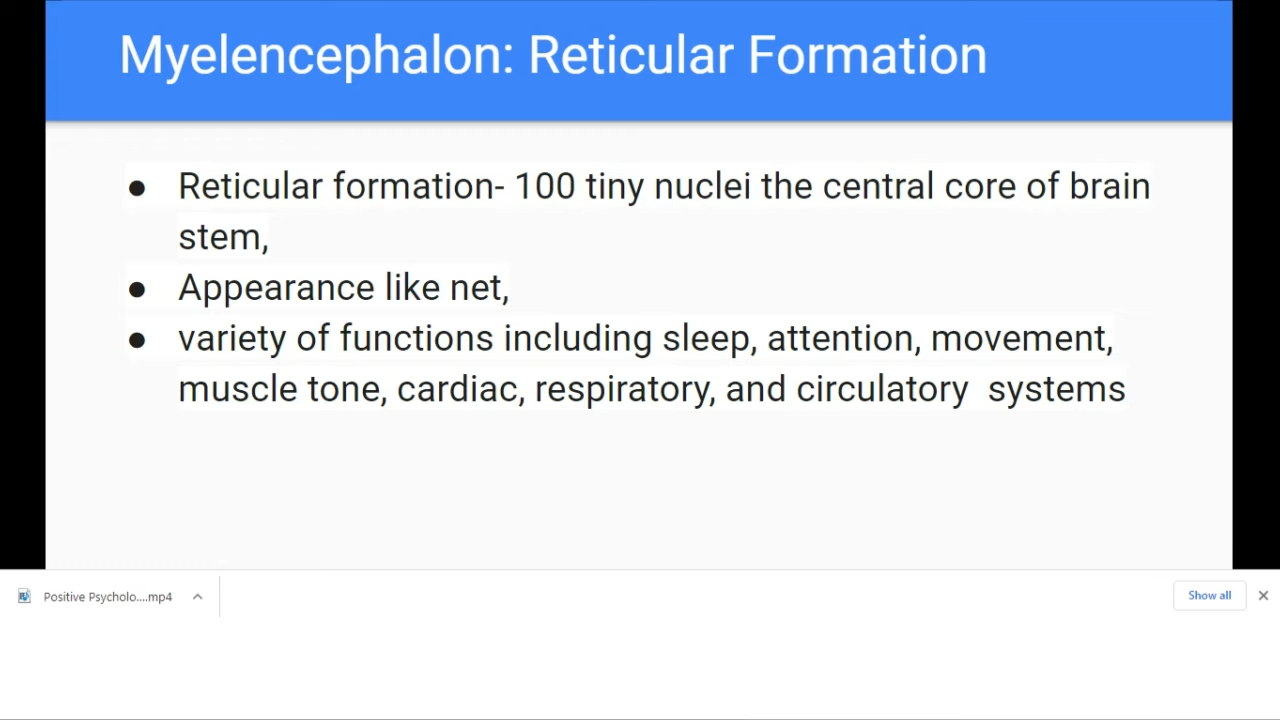 Myelencephalon: Reticular Formation
● Reticular formation- 100 tiny nuclei the central core of brain
stem,
● Appearance like net,
● variety of functions including sleep, attention, movement,
muscle tone, cardiac, respiratory, and circulatory  systems
Positive Psycholo....mp4
Show all